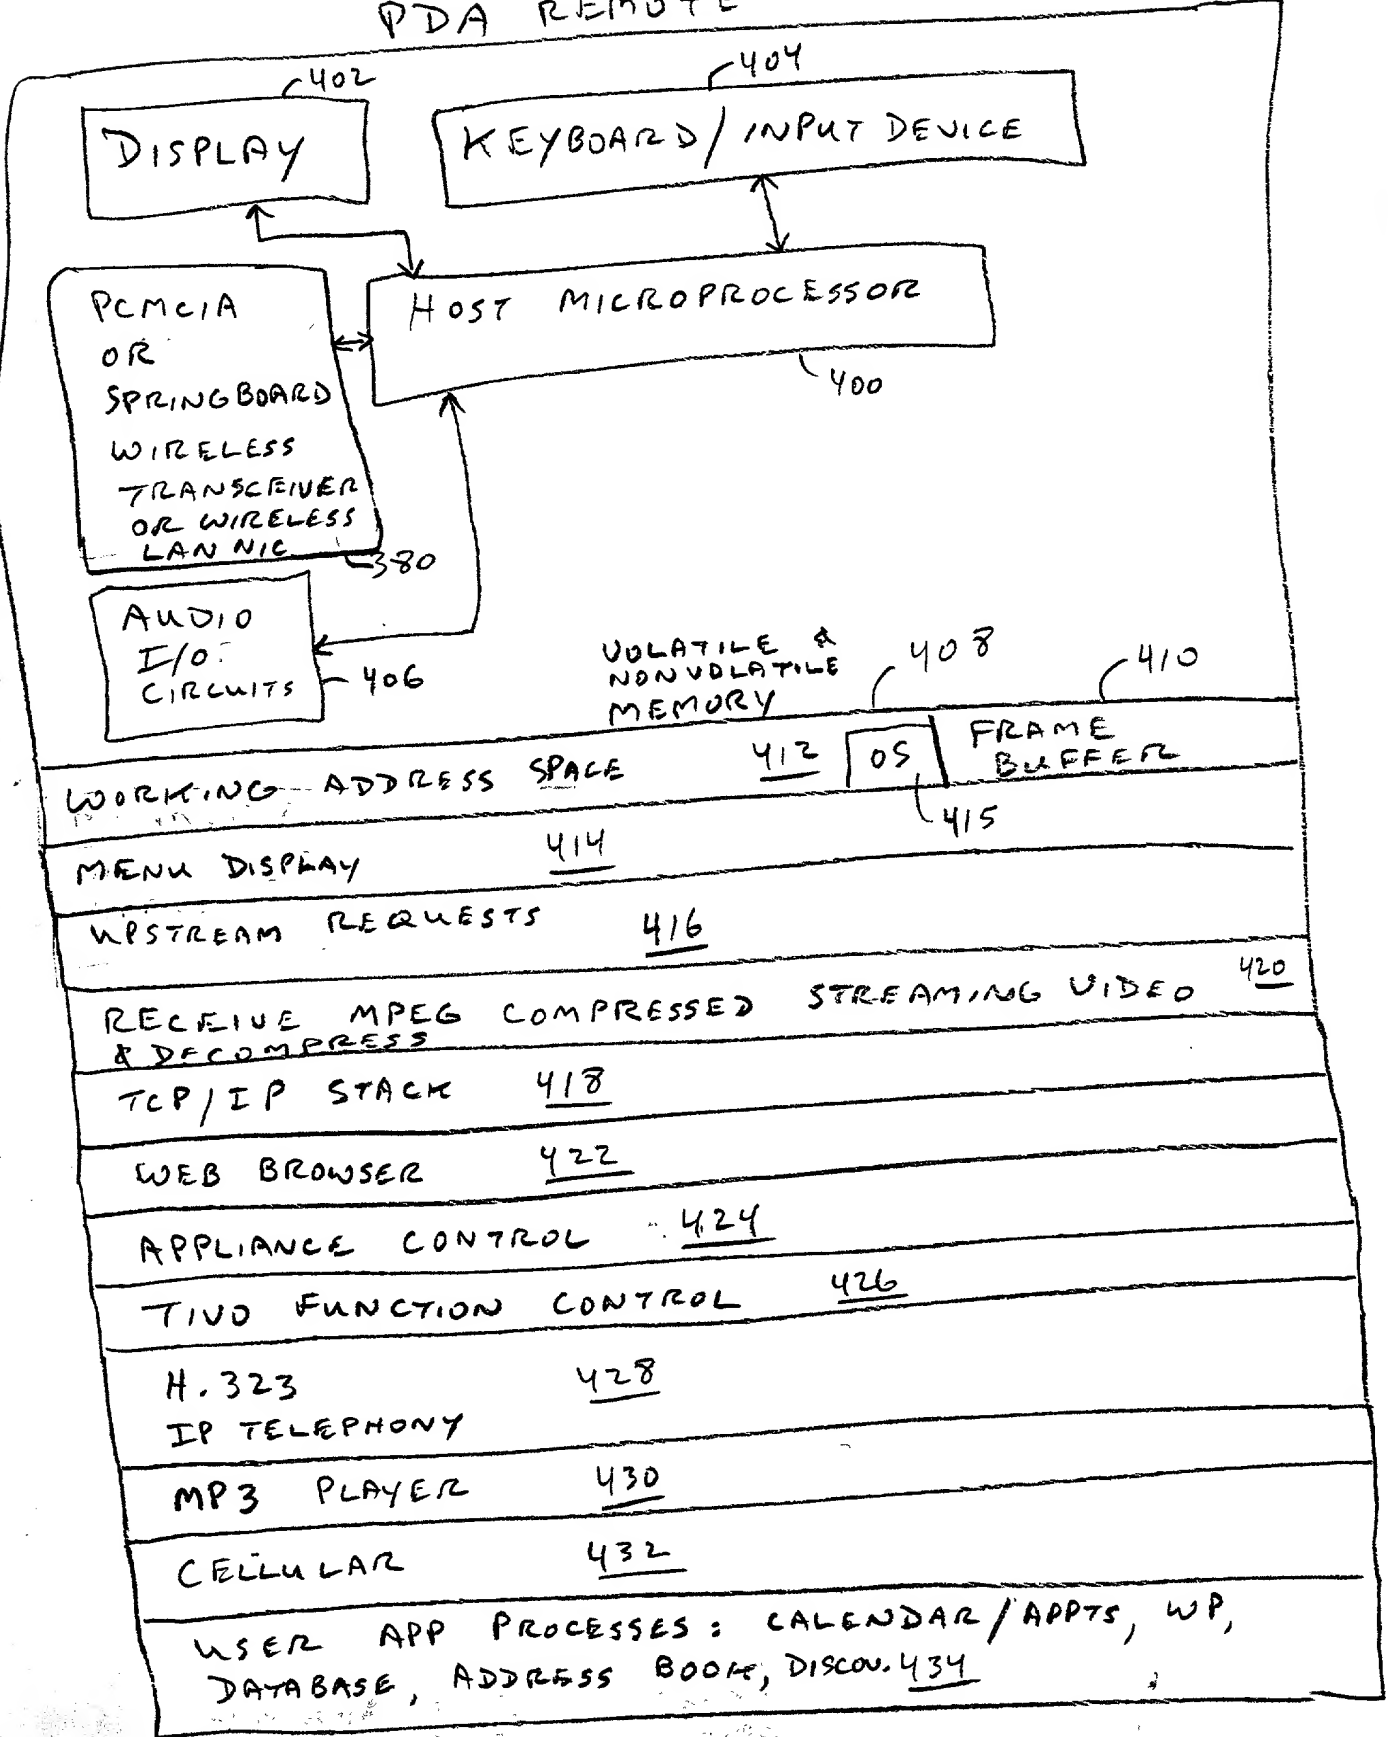 PDA REMOTE
402
404
DISPLAY
KEYBOARD/INPUT DEVICE
PCMCIA
OR
SPRINGBOARD
WIRELESS
TRANSCEIVER
OR WIRELESS
LAN NIC
380
HOST MICROPROCESSOR
400
AUDIO
I/O
CIRCUITS
406
VOLATILE &
NONVOLATILE
MEMORY
408
410
WORKING ADDRESS SPACE 412
OS
415
FRAME
BUFFER
MENU DISPLAY 414
UPSTREAM REQUESTS 416
RECEIVE MPEG COMPRESSED STREAMING VIDEO 420
& DECOMPRESS
TCP/IP STACK 418
WEB BROWSER 422
APPLIANCE CONTROL 424
TIVO FUNCTION CONTROL 426
H.323 428
IP TELEPHONY
MP3 PLAYER 430
CELLULAR 432
USER APP PROCESSES: CALENDAR/APPTS, WP,
DATABASE, ADDRESS BOOK, DISCOV. 434